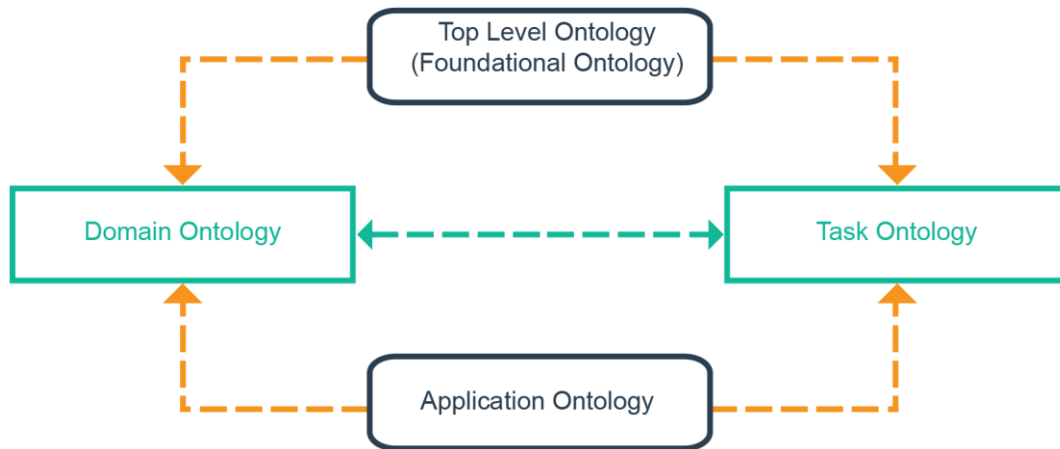 Top Level Ontology
(Foundational Ontology)
Domain Ontology
Task Ontology
Application Ontology